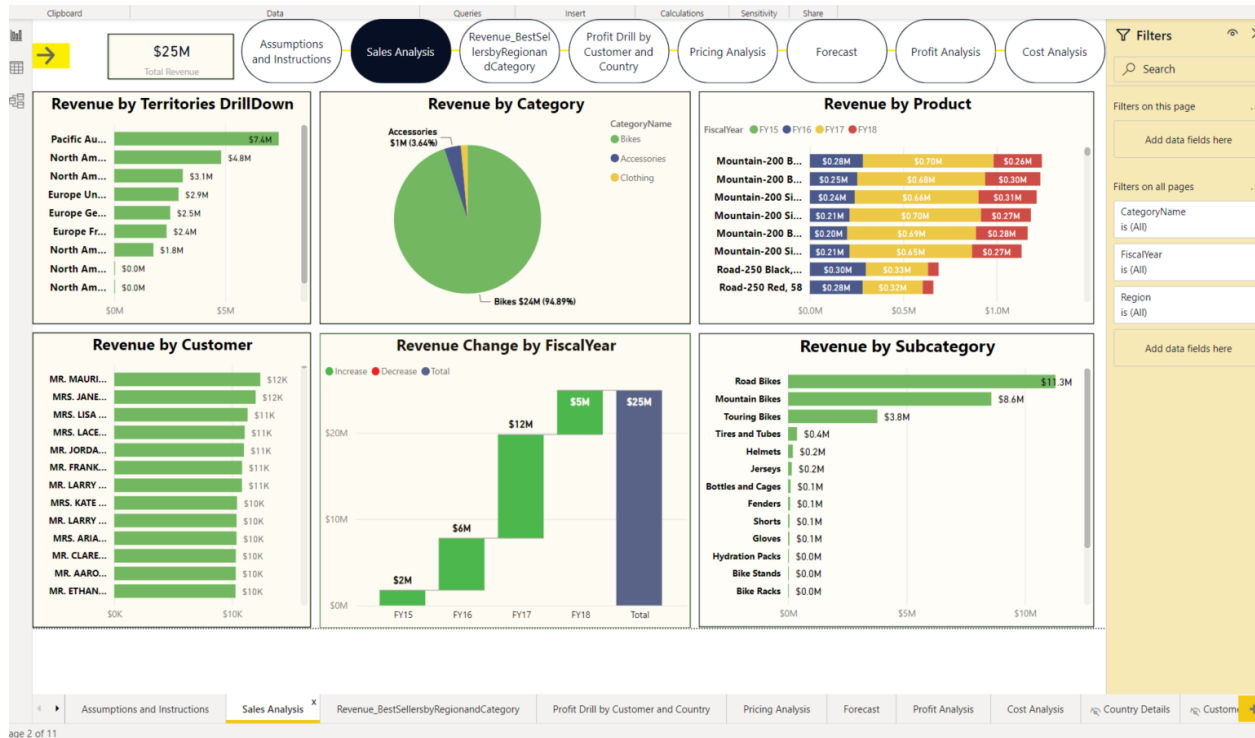 Clipboard
Data
Queries
Insert
Calculations
Sensitivity
Share
$25M
Total Revenue
Assumptions
and Instructions
Sales Analysis
Revenue_BestSel
lersbyRegionan
dCategory
Profit Drill by
Customer and
Country
Pricing Analysis
Forecast
Profit Analysis
Cost Analysis
Revenue by Territories DrillDown
Pacific Au...
$7.4M
North Am...
$4.8M
North Am...
$3.1M
Europe Un...
$2.9M
Europe Ge...
$2.5M
Europe Fr...
$2.4M
North Am...
$1.8M
North Am...
$0.0M
North Am...
$0.0M
$0M
$5M
Revenue by Category
Accessories
$1M (3.64%)
Bikes $24M (94.89%)
CategoryName
Bikes
Accessories
Clothing
Revenue by Product
FiscalYear FY15 FY16 FY17 FY18
Mountain-200 B... $0.28M $0.70M $0.26M
Mountain-200 B... $0.25M $0.68M $0.30M
Mountain-200 Si... $0.24M $0.66M $0.31M
Mountain-200 Si... $0.21M $0.70M $0.27M
Mountain-200 B... $0.20M $0.69M $0.28M
Mountain-200 Si... $0.21M $0.65M $0.27M
Road-250 Black,... $0.30M $0.33M
Road-250 Red, 58 $0.28M $0.32M
$0.0M
$0.5M
$1.0M
Revenue by Customer
MR. MAURI... $12K
MRS. JANE... $12K
MRS. LISA ... $11K
MRS. LACE... $11K
MR. JORDA... $11K
MR. FRANK... $11K
MR. LARRY ... $11K
MRS. KATE ... $10K
MR. LARRY ... $10K
MRS. ARIA... $10K
MR. CLARE... $10K
MR. AARO... $10K
MR. ETHAN... $10K
$0K
$10K
Revenue Change by FiscalYear
Increase Decrease Total
$20M
$10M
$0M
$2M
$6M
$12M
$5M
$25M
FY15
FY16
FY17
FY18
Total
Revenue by Subcategory
Road Bikes $11.3M
Mountain Bikes $8.6M
Touring Bikes $3.8M
Tires and Tubes $0.4M
Helmets $0.2M
Jerseys $0.2M
Bottles and Cages $0.1M
Fenders $0.1M
Shorts $0.1M
Gloves $0.1M
Hydration Packs $0.0M
Bike Stands $0.0M
Bike Racks $0.0M
$0M
$5M
$10M
Filters
Search
Filters on this page
Add data fields here
Filters on all pages
CategoryName
is (All)
FiscalYear
is (All)
Region
is (All)
Add data fields here
Assumptions and Instructions
Sales Analysis
x
Revenue_BestSellersbyRegionandCategory
Profit Drill by Customer and Country
Pricing Analysis
Forecast
Profit Analysis
Cost Analysis
Country Details
Custome
age 2 of 11